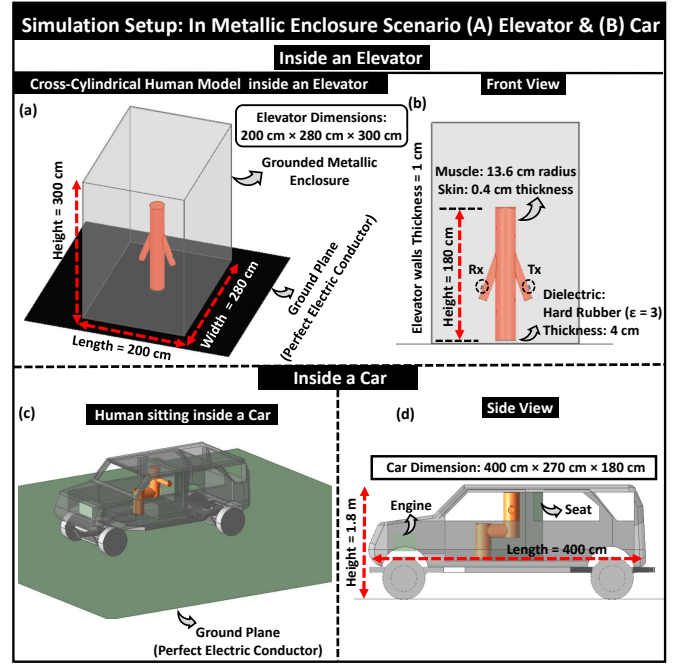 Simulation Setup: In Metallic Enclosure Scenario (A) Elevator & (B) Car
Inside an Elevator
Cross-Cylindrical Human Model inside an Elevator
Front View
(a)
Elevator Dimensions:
200 cm × 280 cm × 300 cm
Grounded Metallic
Enclosure
Height = 300 cm
Length = 200 cm
Width = 280 cm
Ground Plane
(Perfect Electric Conductor)
(b)
Elevator walls Thickness = 1 cm
Muscle: 13.6 cm radius
Skin: 0.4 cm thickness
Height = 180 cm
Rx
Tx
Dielectric:
Hard Rubber (ε = 3)
Thickness: 4 cm
Inside a Car
(c)
Human sitting inside a Car
Ground Plane
(Perfect Electric Conductor)
(d)
Side View
Car Dimension: 400 cm × 270 cm × 180 cm
Engine
Seat
Height = 1.8 m
Length = 400 cm